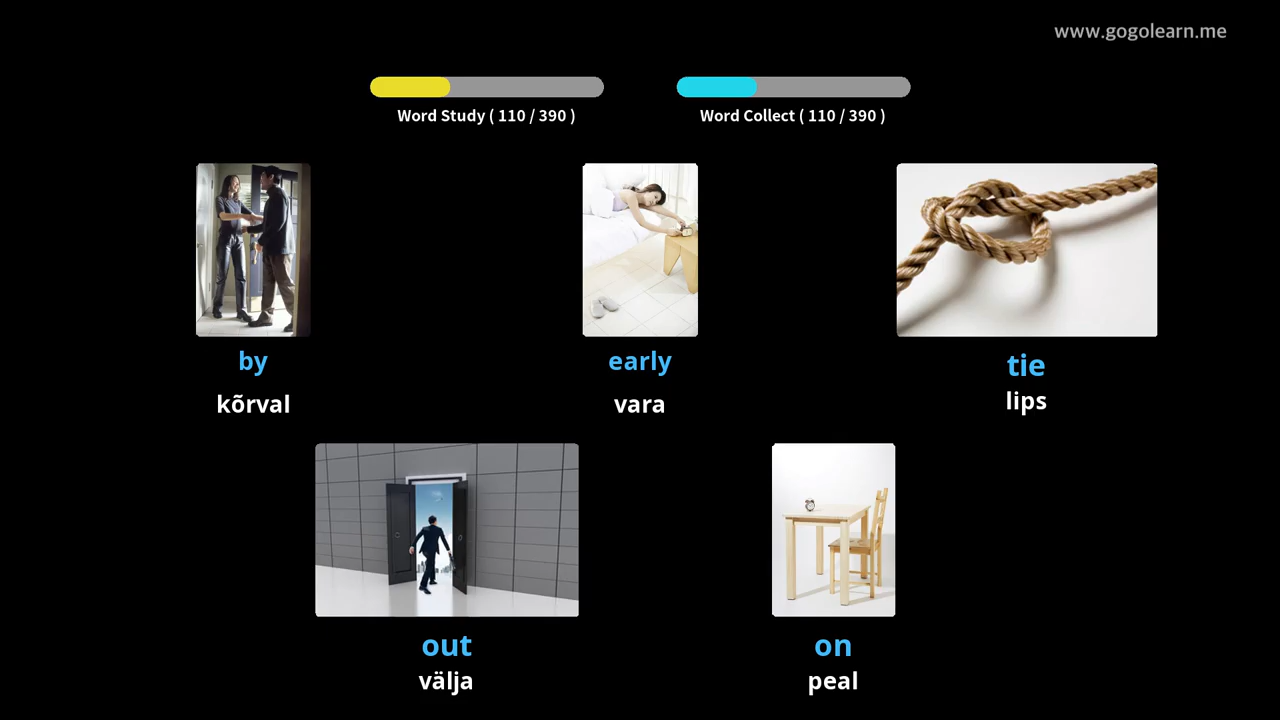 www.gogolearn.me
Word Study ( 110 / 390 )
Word Collect ( 110 / 390 )
by
kõrval
early
vara
tie
lips
out
välja
on
peal